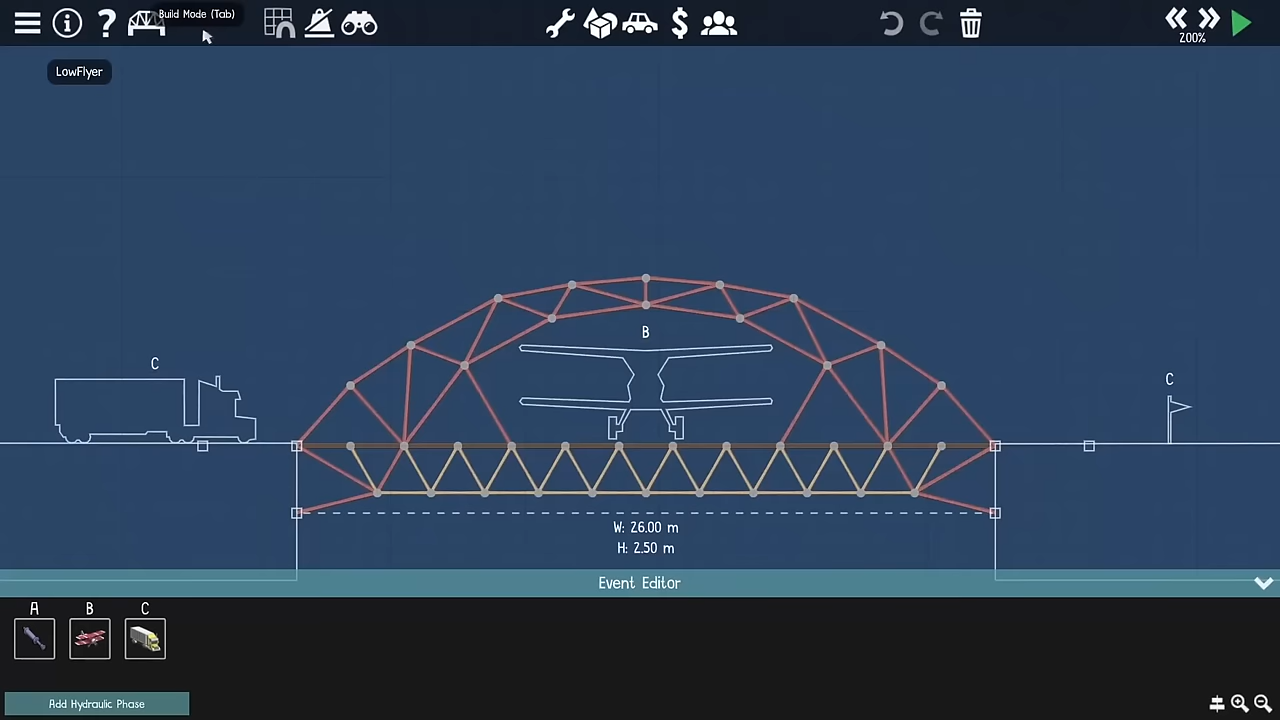 Build Mode (Tab)
200%
LowFlyer
B
C
C
W: 26.00 m
H: 2.50 m
Event Editor
A B C
Add Hydraulic Phase